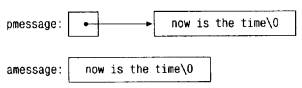 pmessage: now is the time\0
amessage: now is the time\0